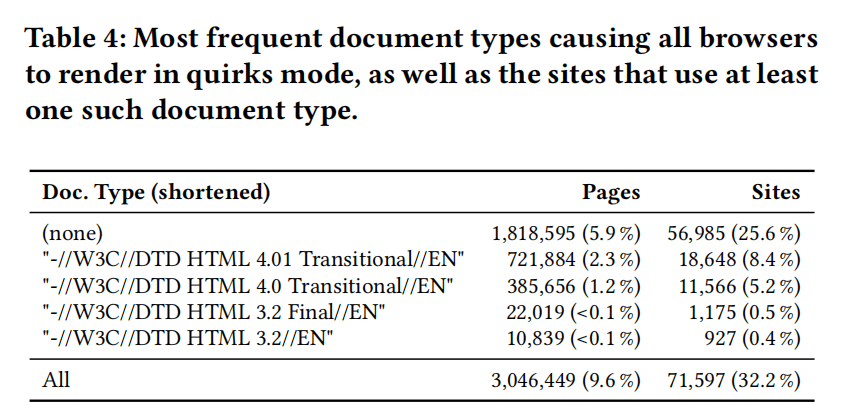 Table 4: Most frequent document types causing all browsers
to render in quirks mode, as well as the sites that use at least
one such document type.
Doc. Type (shortened) Pages Sites
(none) 1,818,595 (5.9 %) 56,985 (25.6 %)
"-//W3C//DTD HTML 4.01 Transitional//EN" 721,884 (2.3 %) 18,648 (8.4 %)
"-//W3C//DTD HTML 4.0 Transitional//EN" 385,656 (1.2 %) 11,566 (5.2 %)
"-//W3C//DTD HTML 3.2 Final//EN" 22,019 (<0.1 %) 1,175 (0.5 %)
"-//W3C//DTD HTML 3.2//EN" 10,839 (<0.1 %) 927 (0.4 %)
All 3,046,449 (9.6 %) 71,597 (32.2 %)